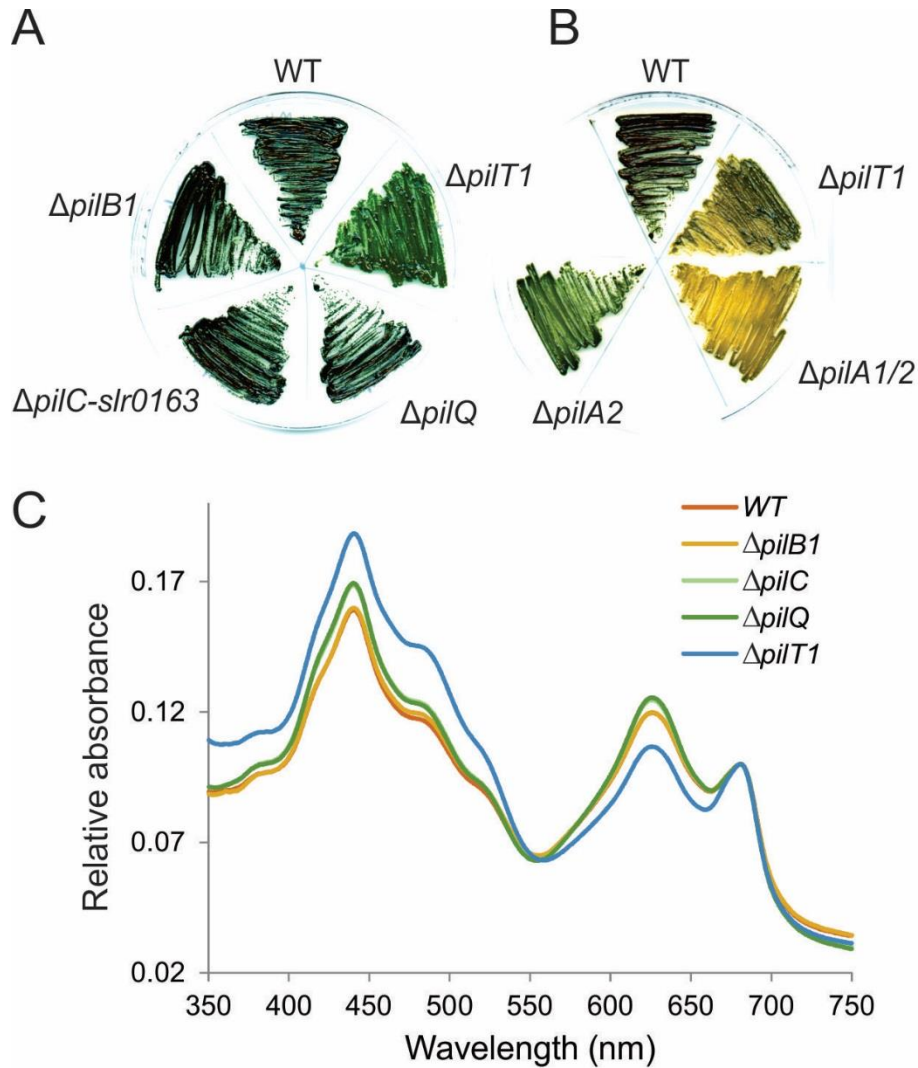 A
B
WT
WT
ΔpilB1
ΔpilT1
ΔpilT1
ΔpilC-slr0163
ΔpilQ
ΔpilA2
ΔpilA1/2
C
WT
ΔpilB1
ΔpilC
ΔpilQ
ΔpilT1
Relative absorbance
0.17
0.12
0.07
0.02
350 400 450 500 550 600 650 700 750
Wavelength (nm)